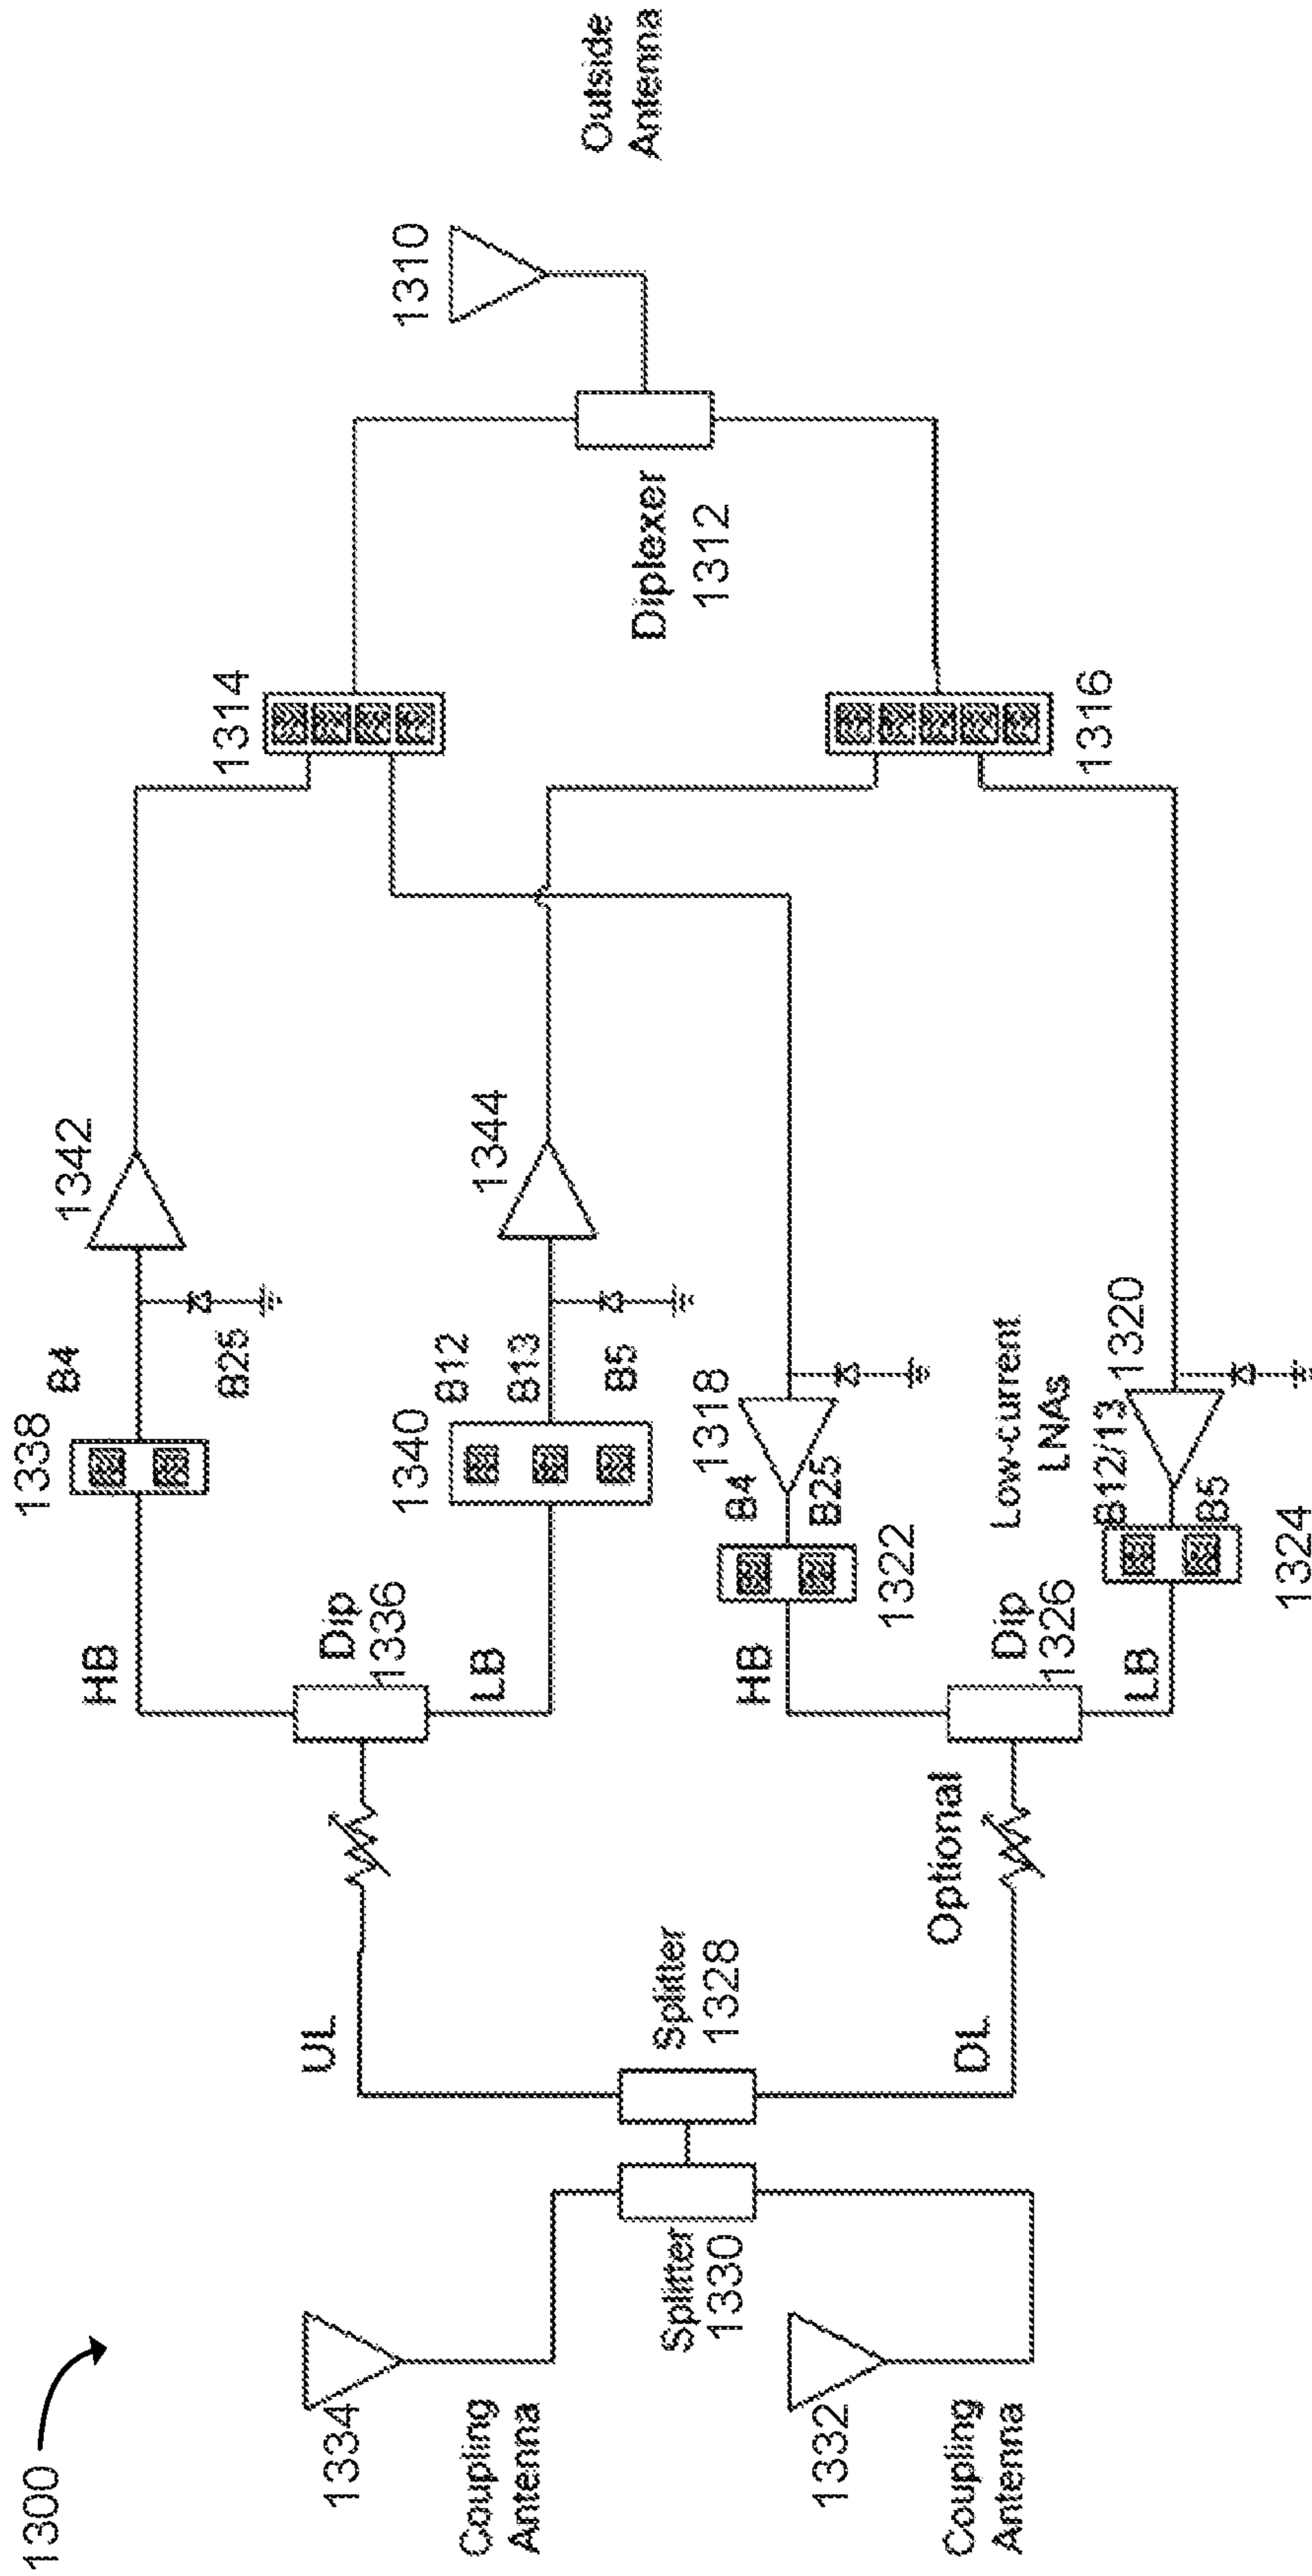 1300
1334
Coupling
Antenna
1332
Coupling
Antenna
Splitter
1330
Splitter
1328
UL
DL
Optional
HB
Dip
1336
LB
HB
Dip
1326
LB
1338
B4
B25
1340
B12
B13
B5
1342
1344
1318
B4
B25
1322
Low-current
LNAs
1320
B12/13
B5
1324
1314
1316
Diplexer
1312
1310
Outside
Antenna